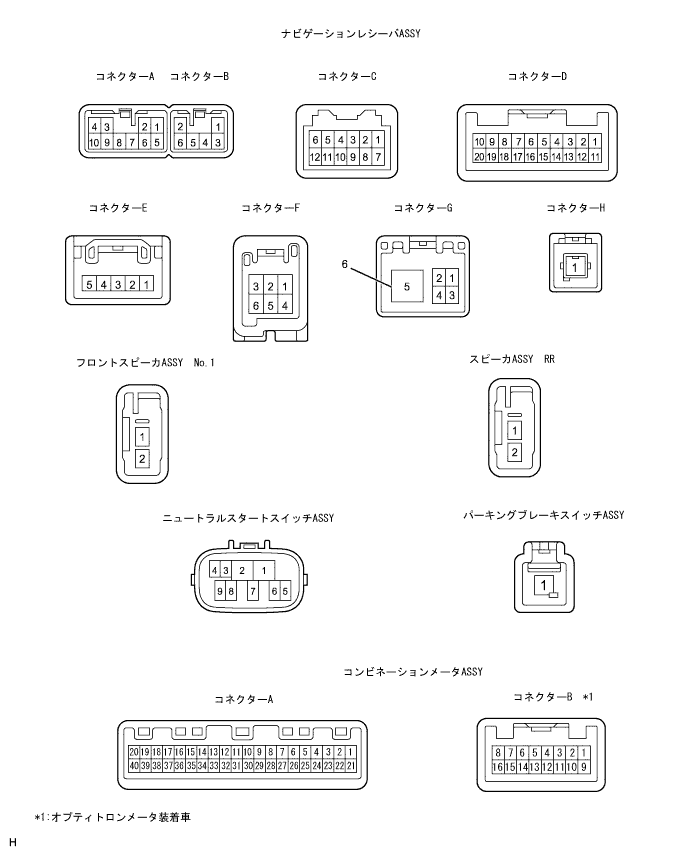 ナビゲーションレシーバASSY
コネクターA コネクターB コネクターC コネクターD
4 3 2 1
10 9 8 7 6 5
2 1
6 5 4 3
6 5 4 3 2 1
12 11 10 9 8 7
10 9 8 7 6 5 4 3 2 1
20 19 18 17 16 15 14 13 12 11
コネクターE コネクターF コネクターG コネクターH
5 4 3 2 1
3 2 1
6 5 4
6
5
2 1
4 3
1
フロントスピーカASSY No.1
スピーカASSY RR
1
2
1
2
ニュートラルスタートスイッチASSY
パーキングブレーキスイッチASSY
4 3 2 1
9 8 7 6 5
1
コンビネーションメータASSY
コネクターA
コネクターB *1
20 19 18 17 16 15 14 13 12 11 10 9 8 7 6 5 4 3 2 1
40 39 38 37 36 35 34 33 32 31 30 29 28 27 26 25 24 23 22 21
8 7 6 5 4 3 2 1
16 15 14 13 12 11 10 9
*1:オプティトロンメータ装着車
H